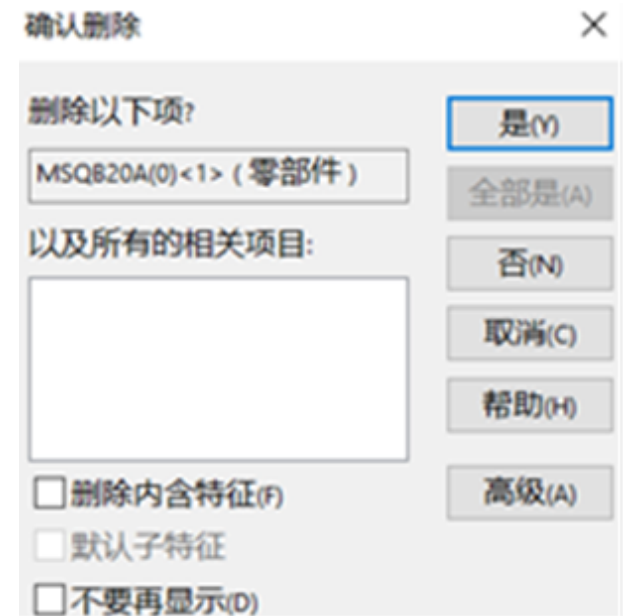 确认删除
删除以下项?
是(Y)
MSQB20A(0)<1> ( 零部件 )
全部是(A)
以及所有的相关项目:
否(N)
取消(C)
帮助(H)
高级(A)
删除内含特征(F)
默认子特征
不要再显示(D)